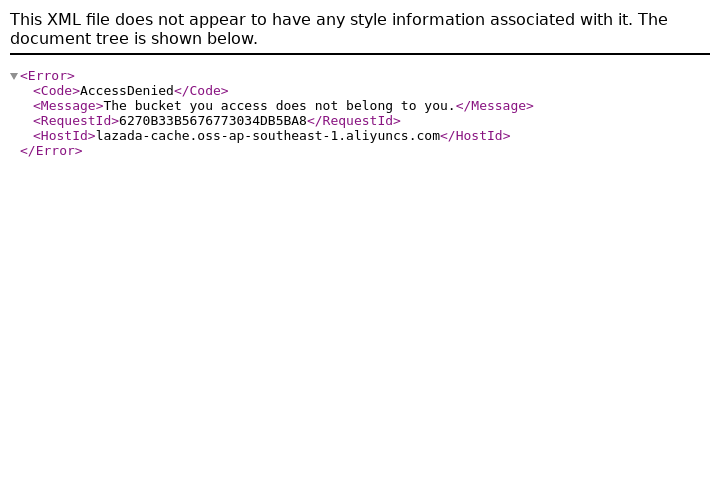 This XML file does not appear to have any style information associated with it. The
document tree is shown below.
<Error>
<Code>AccessDenied</Code>
<Message>The bucket you access does not belong to you.</Message>
<RequestId>6270B33B5676773034DB5BA8</RequestId>
<HostId>lazada-cache.oss-ap-southeast-1.aliyuncs.com</HostId>
</Error>